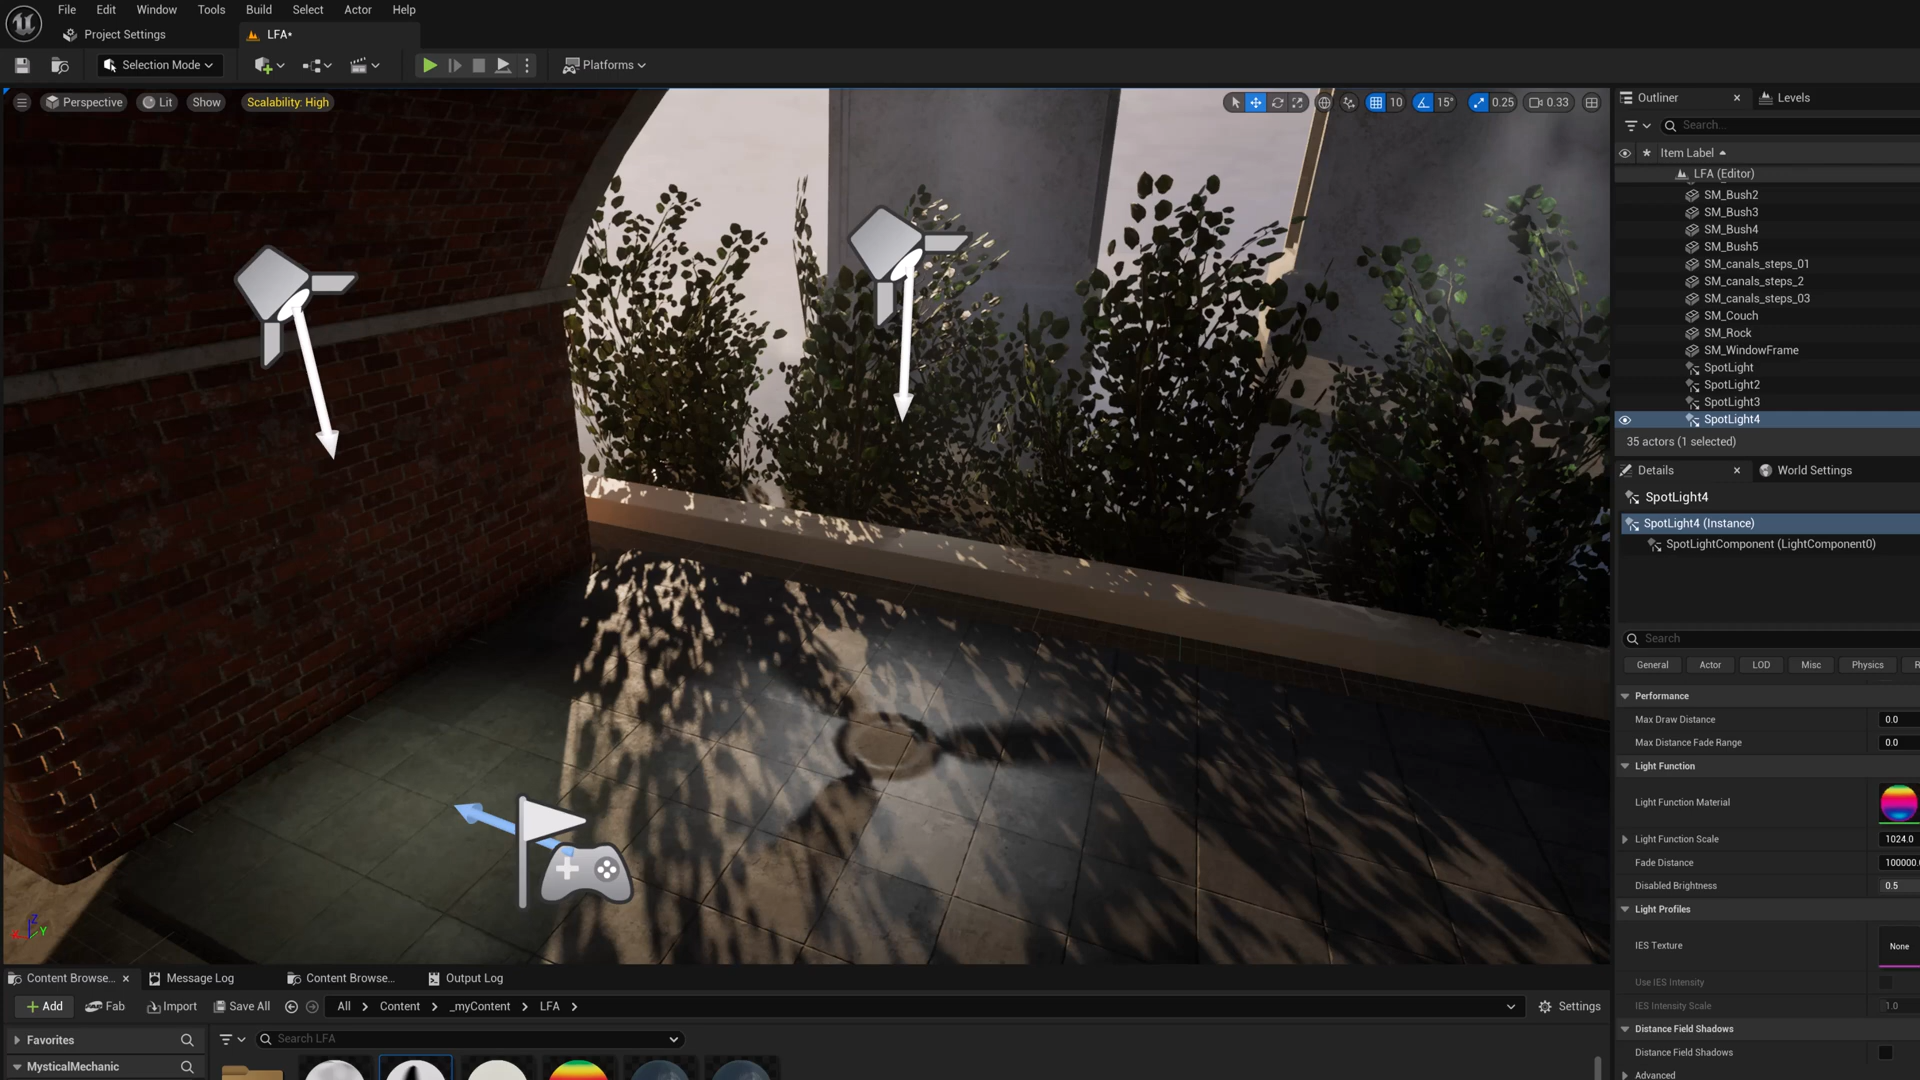 File Edit Window Tools Build Select Actor Help
Project Settings
LFA*
Selection Mode
Platforms
Perspective Lit Show Scalability: High
10 15° 0.25 0.33
Outliner Levels
Search...
Item Label
LFA (Editor)
SM_Bush2
SM_Bush3
SM_Bush4
SM_Bush5
SM_canals_steps_01
SM_canals_steps_2
SM_canals_steps_03
SM_Couch
SM_Rock
SM_WindowFrame
SpotLight
SpotLight2
SpotLight3
SpotLight4
35 actors (1 selected)
Details World Settings
SpotLight4
SpotLight4 (Instance)
SpotLightComponent (LightComponent0)
Search
General Actor LOD Misc Physics R
Performance
Max Draw Distance 0.0
Max Distance Fade Range 0.0
Light Function
Light Function Material
Light Function Scale 1024.0
Fade Distance 100000.
Disabled Brightness 0.5
Light Profiles
IES Texture None
Use IES Intensity
IES Intensity Scale 1.0
Distance Field Shadows
Distance Field Shadows
Advanced
Z
Y
Content Browse... Message Log Content Browse... Output Log
Add Fab Import Save All All Content _myContent LFA Settings
Favorites Search LFA
MysticalMechanic